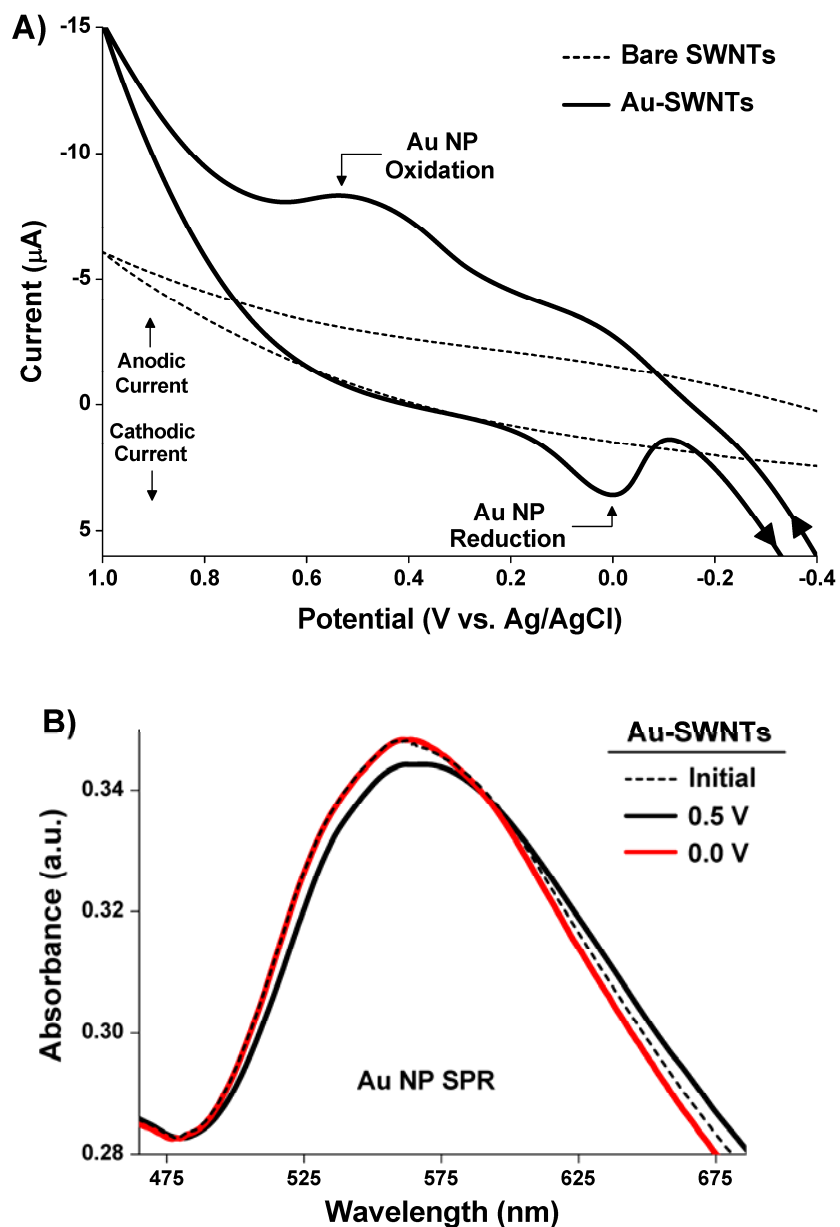 A)
-15
-10
-5
0
5
Current (μA)
Bare SWNTs
Au-SWNTs
Au NP
Oxidation
Anodic
Current
Cathodic
Current
Au NP
Reduction
1.0 0.8 0.6 0.4 0.2 0.0 -0.2 -0.4
Potential (V vs. Ag/AgCl)
B)
0.34
0.32
0.30
0.28
Absorbance (a.u.)
Au-SWNTs
Initial
0.5 V
0.0 V
Au NP SPR
475 525 575 625 675
Wavelength (nm)